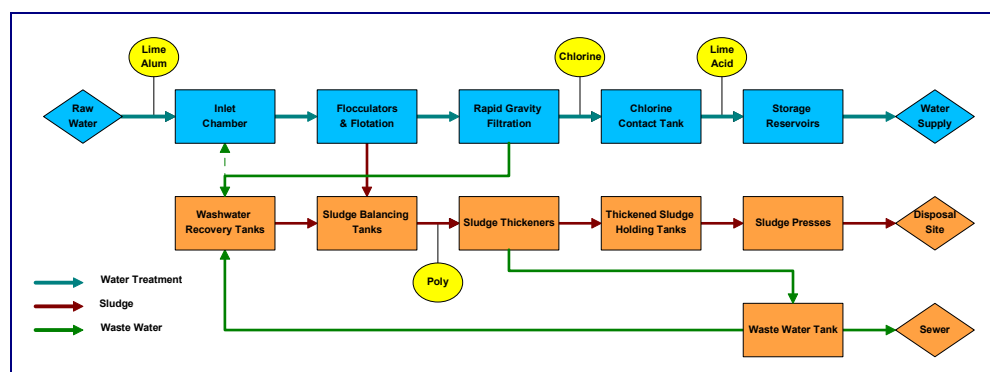 Lime
Alum
Chlorine
Lime
Acid
Raw
Water
Inlet
Chamber
Flocculators
& Flotation
Rapid Gravity
Filtration
Chlorine
Contact Tank
Storage
Reservoirs
Water
Supply
Washwater
Recovery Tanks
Sludge Balancing
Tanks
Sludge Thickeners
Thickened Sludge
Holding Tanks
Sludge Presses
Disposal
Site
Poly
Water Treatment
Sludge
Waste Water
Waste Water Tank
Sewer